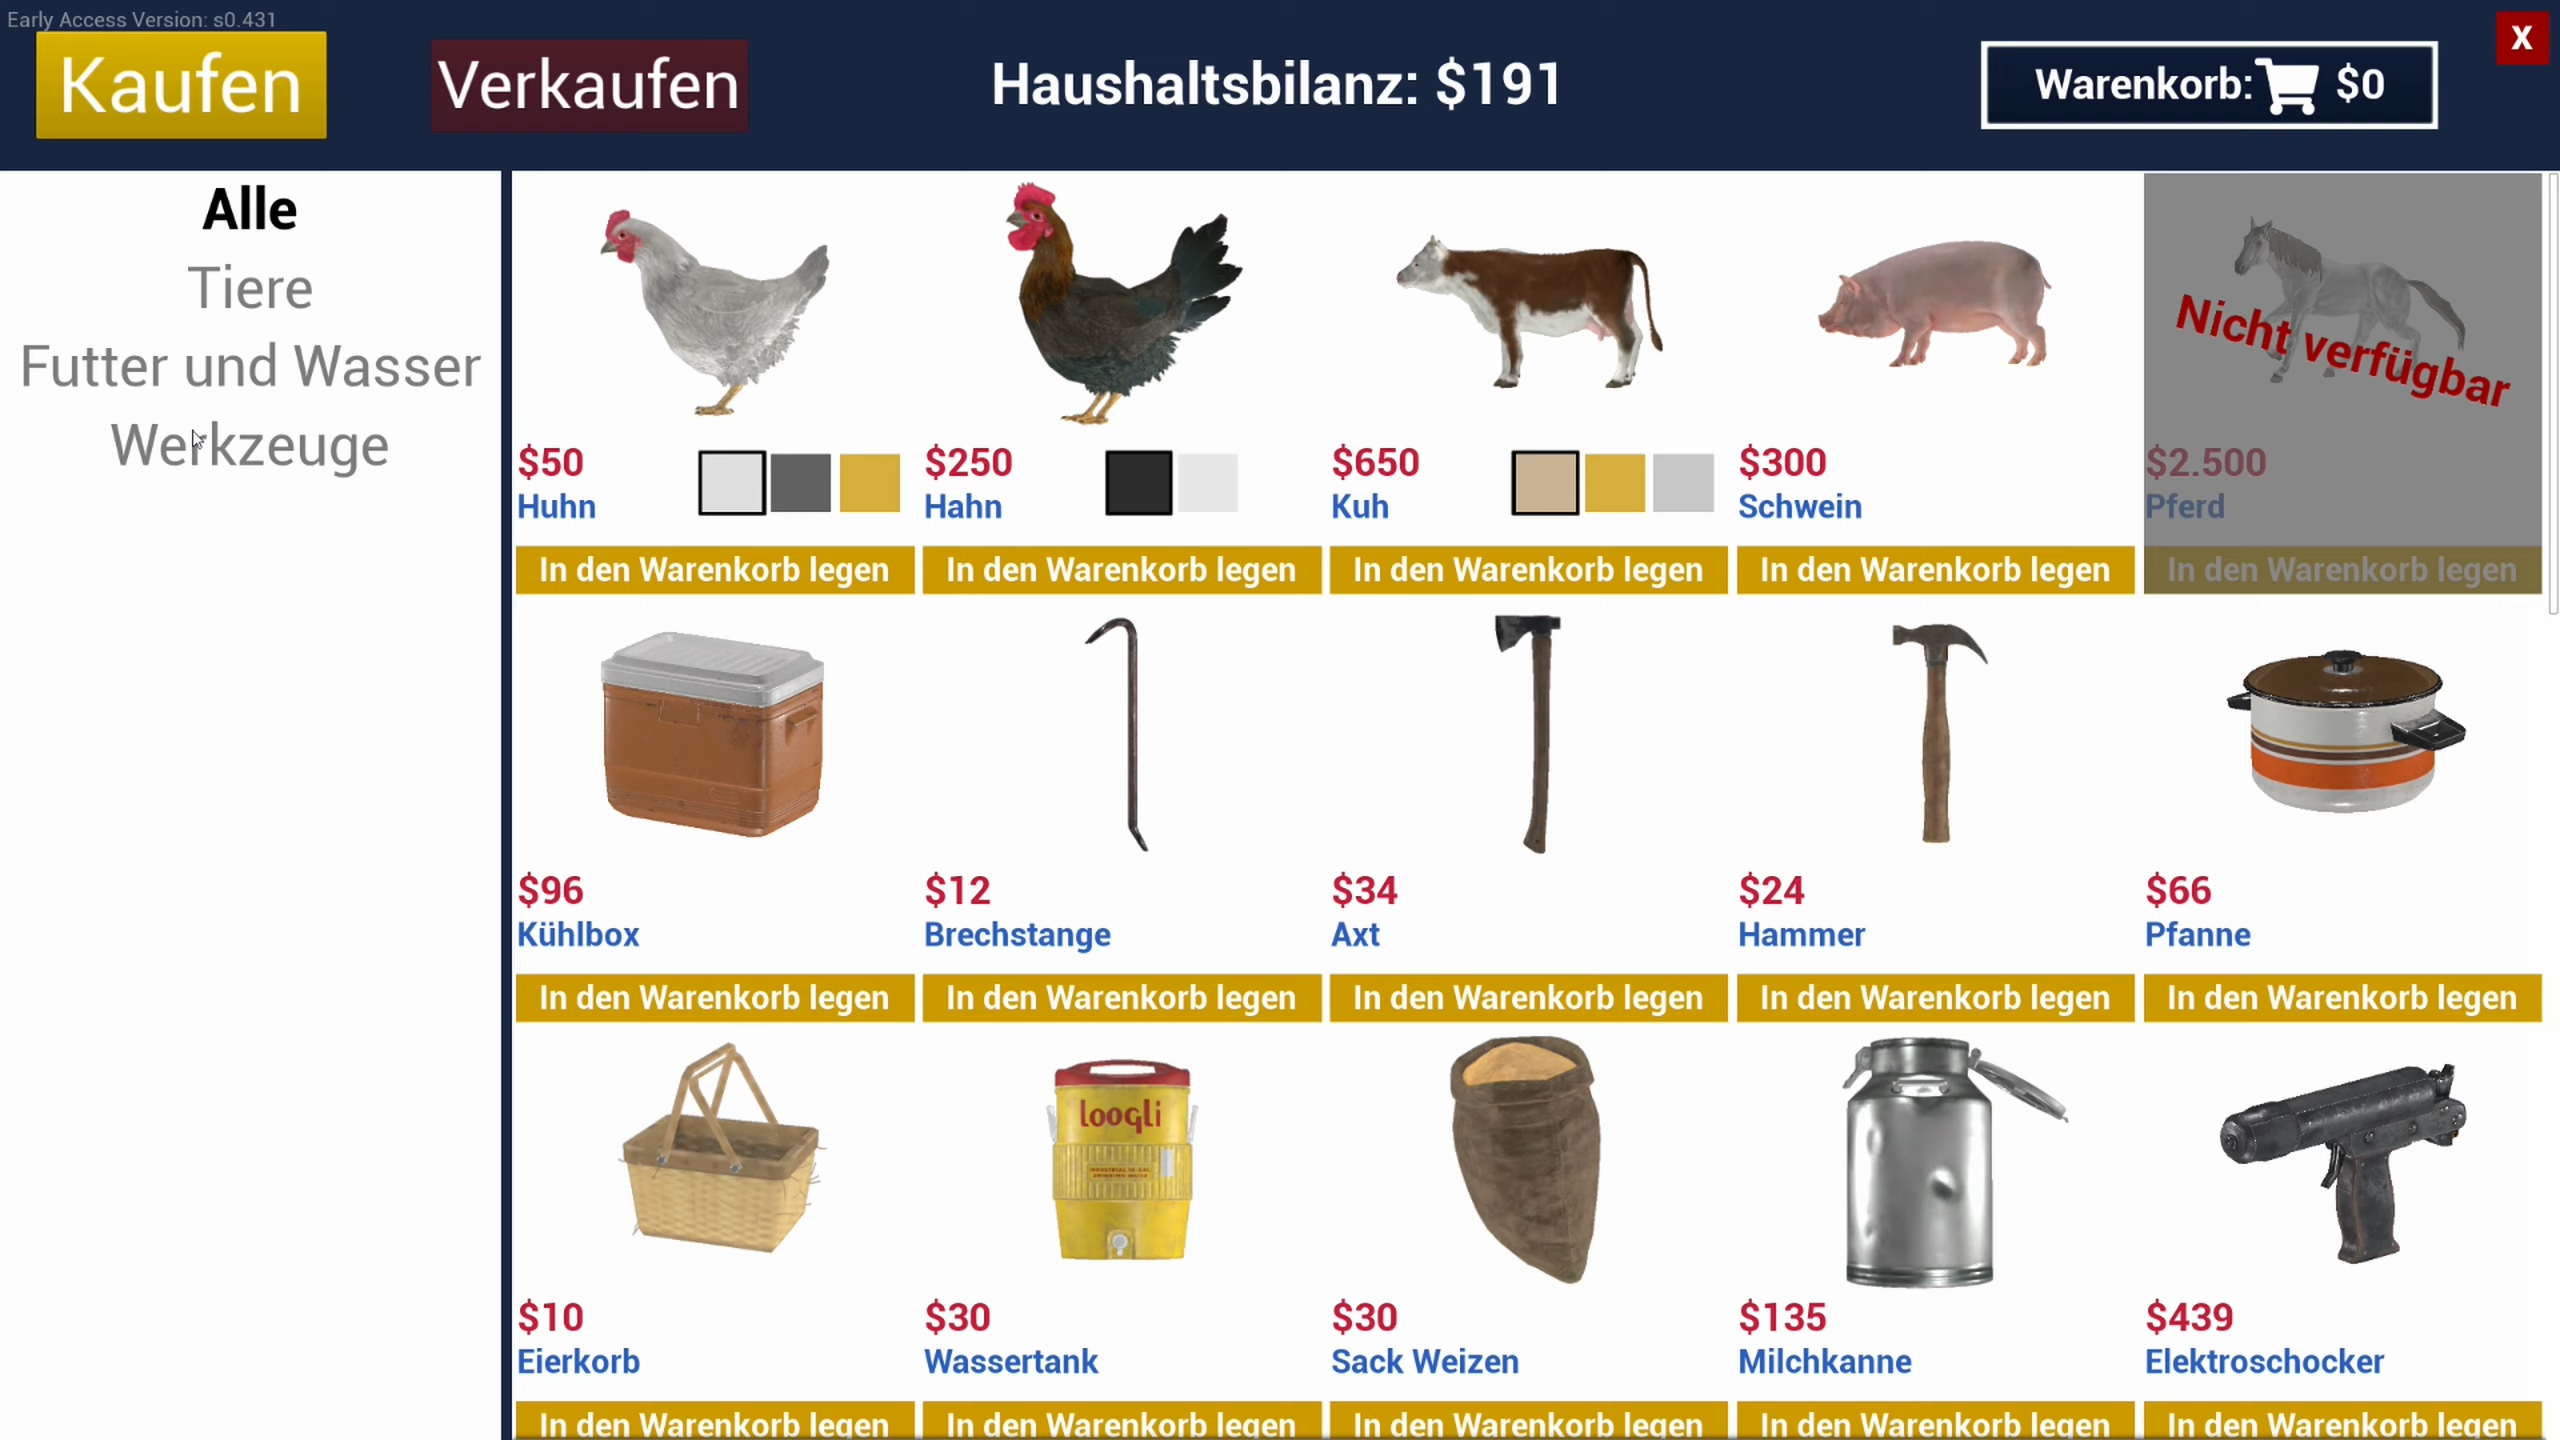 Early Access Version: s0.431
Kaufen
Verkaufen
Haushaltsbilanz: $191
Warenkorb: $0
X
Alle
Tiere
Futter und Wasser
Werkzeuge
$50
Huhn
In den Warenkorb legen
$250
Hahn
In den Warenkorb legen
$650
Kuh
In den Warenkorb legen
$300
Schwein
In den Warenkorb legen
Nicht verfügbar
$2.500
Pferd
In den Warenkorb legen
$96
Kühlbox
In den Warenkorb legen
$12
Brechstange
In den Warenkorb legen
$34
Axt
In den Warenkorb legen
$24
Hammer
In den Warenkorb legen
$66
Pfanne
In den Warenkorb legen
$10
Eierkorb
In den Warenkorb legen
loogli
$30
Wassertank
In den Warenkorb legen
$30
Sack Weizen
In den Warenkorb legen
$135
Milchkanne
In den Warenkorb legen
$439
Elektroschocker
In den Warenkorb legen